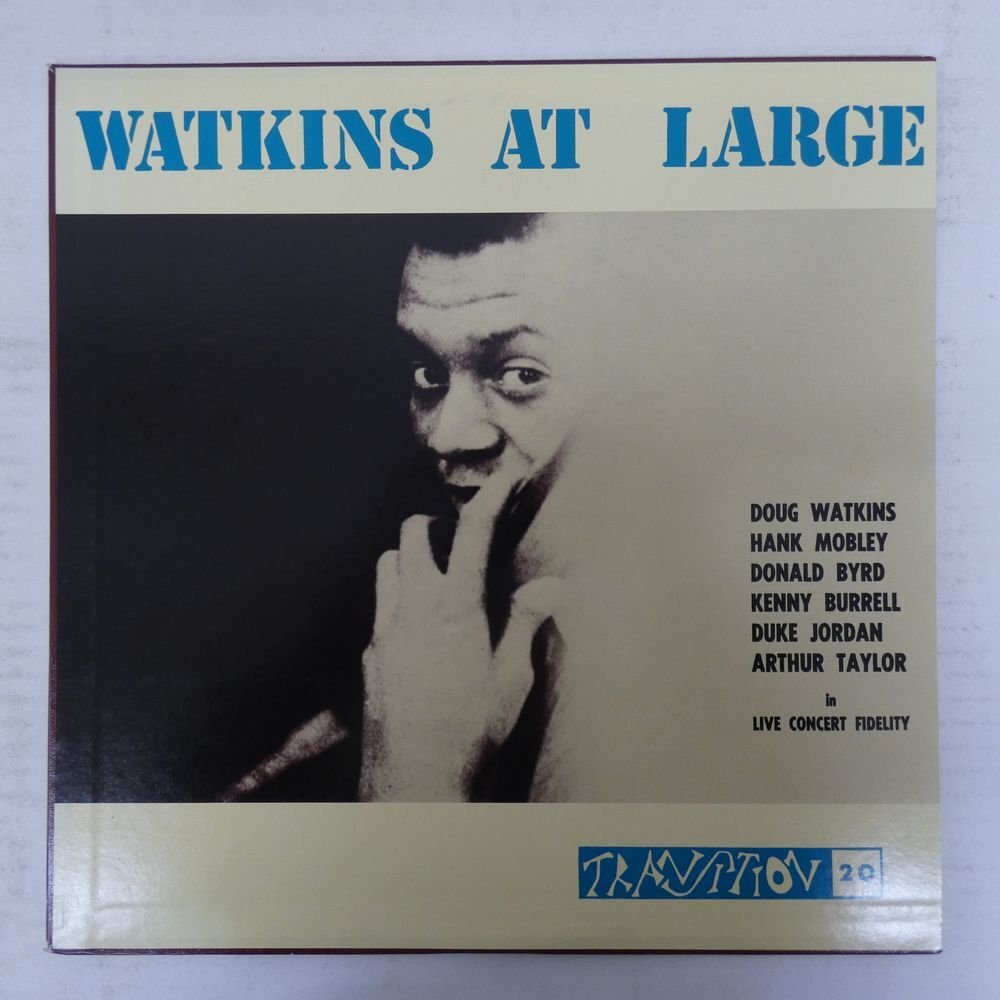 WATKINS AT LARGE
DOUG WATKINS
HANK MOBLEY
DONALD BYRD
KENNY BURRELL
DUKE JORDAN
ARTHUR TAYLOR
in
LIVE CONCERT FIDELITY
TRANSITION 20